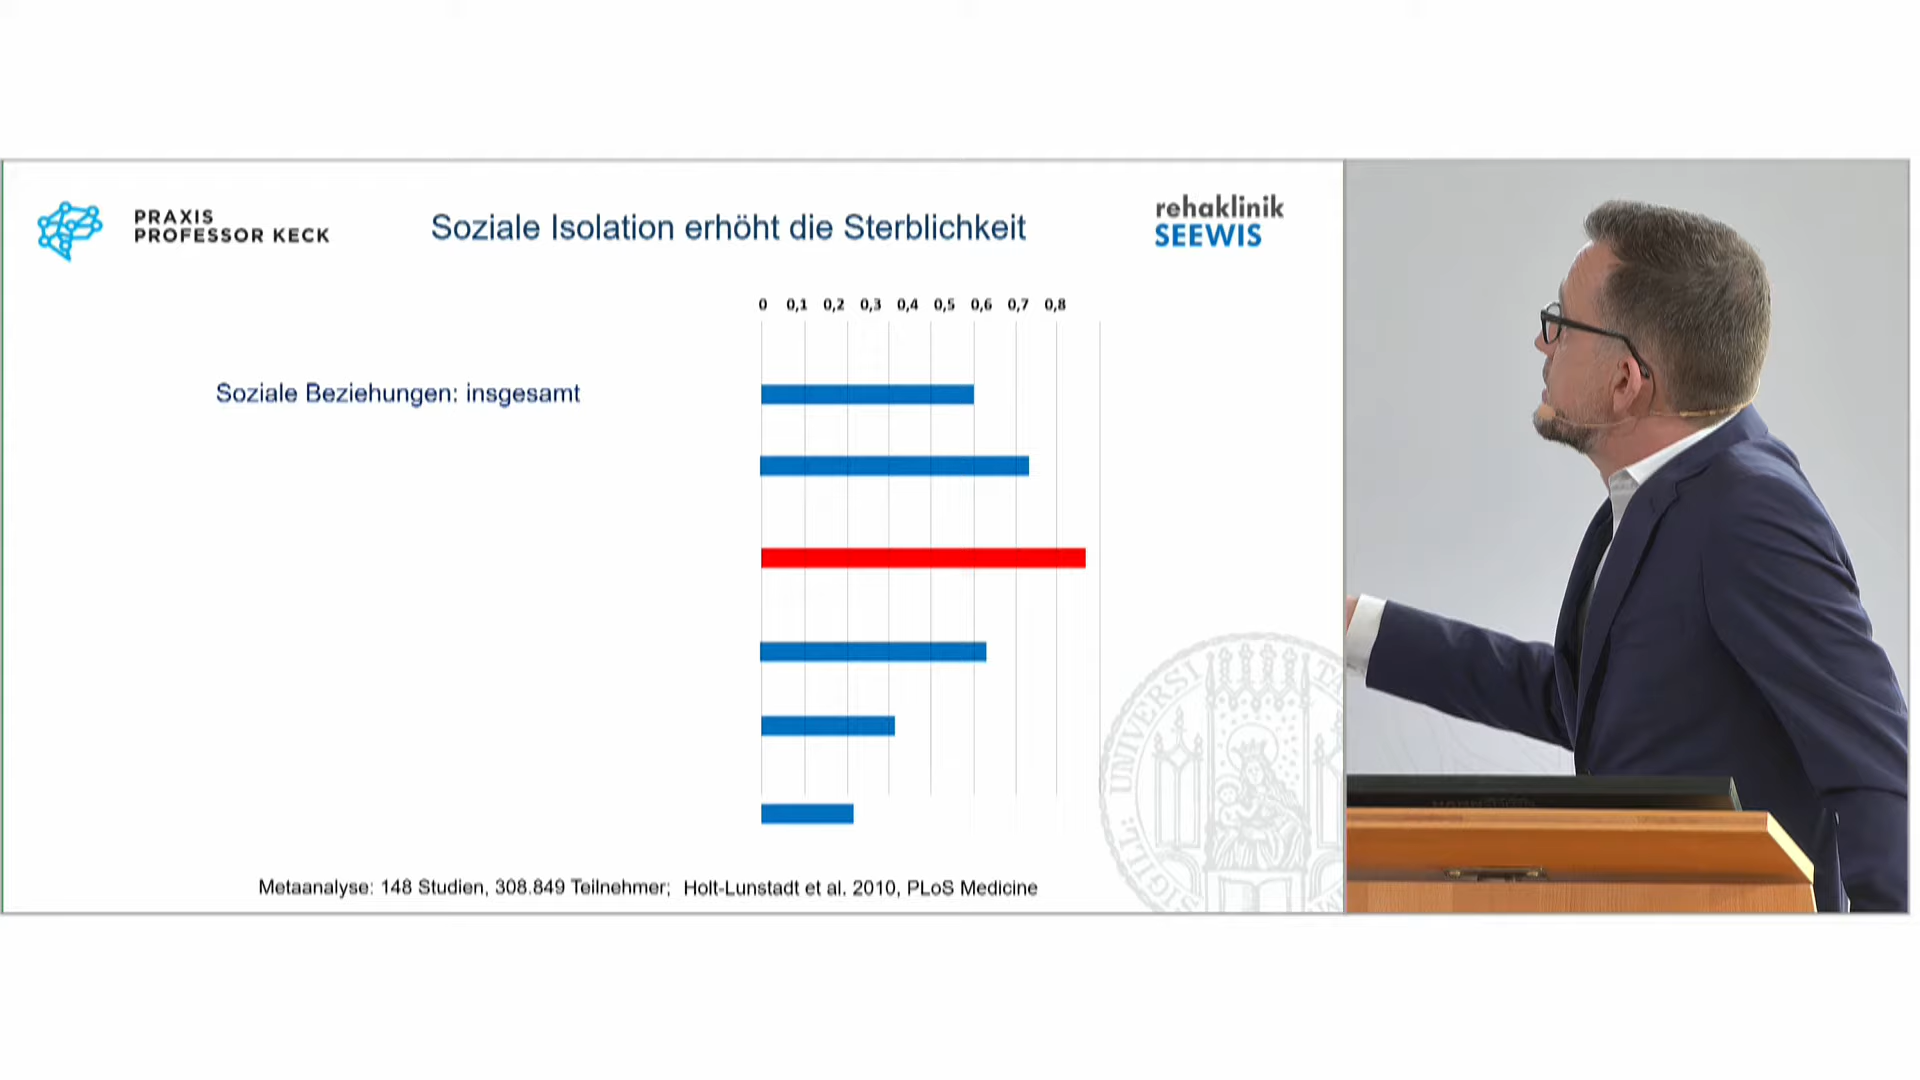 PRAXIS
PROFESSOR KECK
Soziale Isolation erhöht die Sterblichkeit
rehaklinik
SEEWIS
0 0,1 0,2 0,3 0,4 0,5 0,6 0,7 0,8
Soziale Beziehungen: insgesamt
Metaanalyse: 148 Studien, 308.849 Teilnehmer; Holt-Lunstadt et al. 2010, PLoS Medicine
SIGILL: UNIVERSI